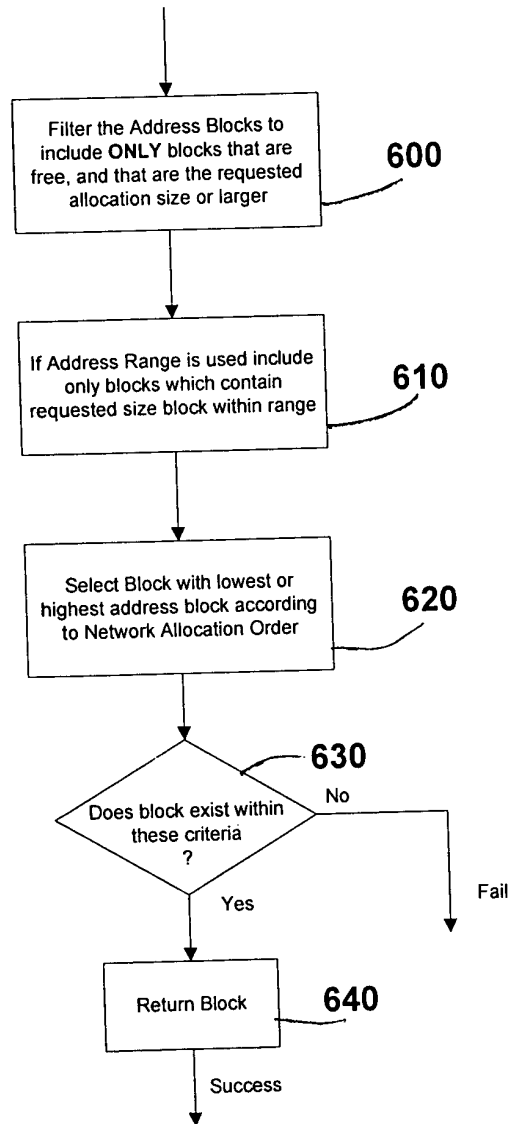 Filter the Address Blocks to
include ONLY blocks that are
free, and that are the requested
allocation size or larger
600
If Address Range is used include
only blocks which contain
requested size block within range
610
Select Block with lowest or
highest address block according
to Network Allocation Order
620
630
Does block exist within
these criteria
?
No
Fail
Yes
Return Block
640
Success